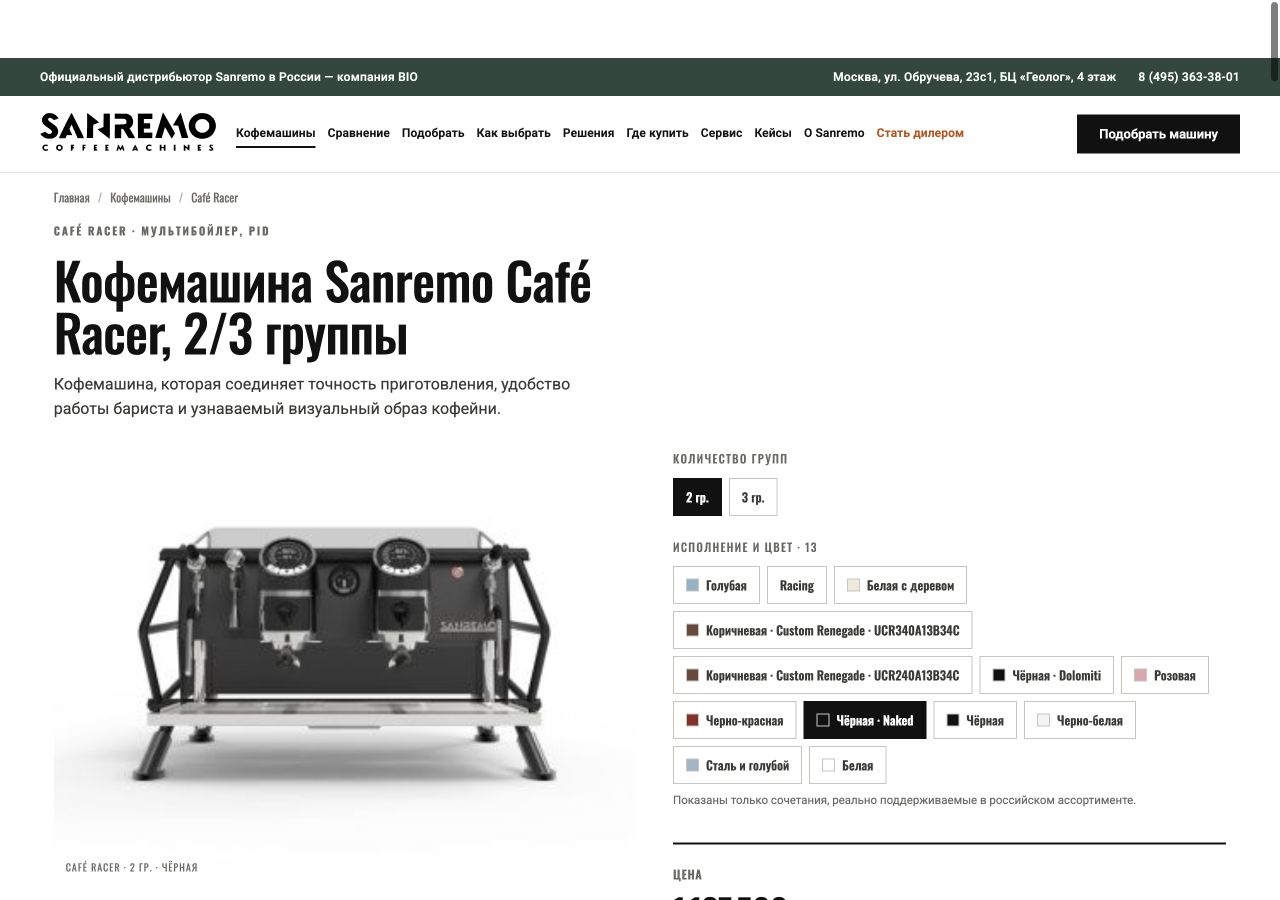 Официальный дистрибьютор Sanremo в России — компания BIO
Москва, ул. Обручева, 23с1, БЦ «Геолог», 4 этаж
8 (495) 363-38-01
SANREMO
COFFEEMACHINES
Кофемашины
Сравнение
Подобрать
Как выбрать
Решения
Где купить
Сервис
Кейсы
О Sanremo
Стать дилером
Подобрать машину
Главная / Кофемашины / Café Racer
CAFÉ RACER · МУЛЬТИБОЙЛЕР, PID
Кофемашина Sanremo Café
Racer, 2/3 группы
Кофемашина, которая соединяет точность приготовления, удобство
работы бариста и узнаваемый визуальный образ кофейни.
SANREMO
CAFÉ RACER · 2 ГР. · ЧЁРНАЯ
КОЛИЧЕСТВО ГРУПП
2 гр.
3 гр.
ИСПОЛНЕНИЕ И ЦВЕТ · 13
Голубая
Racing
Белая с деревом
Коричневая · Custom Renegade · UCR340A13B34C
Коричневая · Custom Renegade · UCR240A13B34C
Чёрная · Dolomiti
Розовая
Черно-красная
Чёрная · Naked
Чёрная
Черно-белая
Сталь и голубой
Белая
Показаны только сочетания, реально поддерживаемые в российском ассортименте.
ЦЕНА